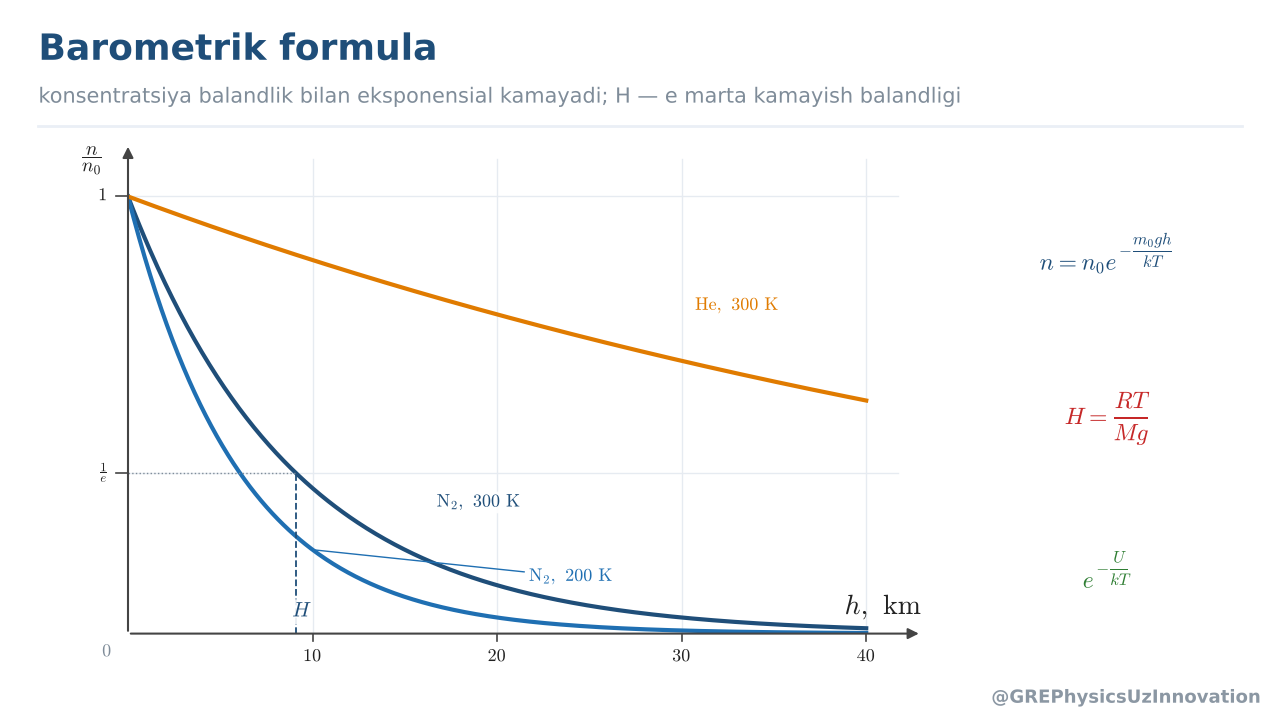 Barometrik formula
konsentratsiya balandlik bilan eksponensial kamayadi; H — e marta kamayish balandligi
n/n₀
1
1/e
0
10
20
30
40
h, km
H
He, 300 K
N₂, 300 K
N₂, 200 K
n = n₀e^(−m₀gh/kT)
H = RT/Mg
e^(−U/kT)
@GREPhysicsUzInnovation